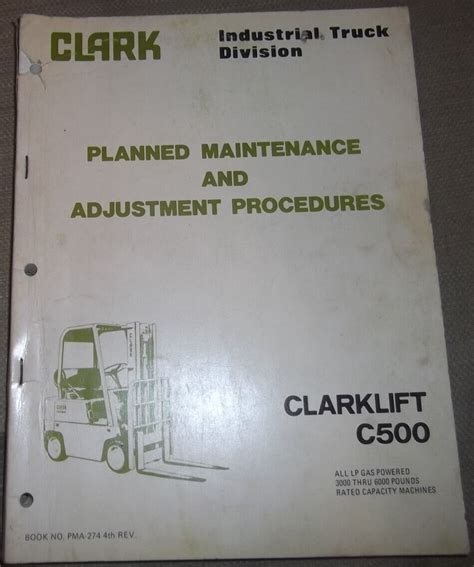 CLARK
Industrial Truck
Division
PLANNED MAINTENANCE
AND
ADJUSTMENT PROCEDURES
CLARK
CLARKLIFT
C500
ALL LP GAS POWERED
3000 THRU 6000 POUNDS
RATED CAPACITY MACHINES
BOOK NO. PMA-274 4th REV.